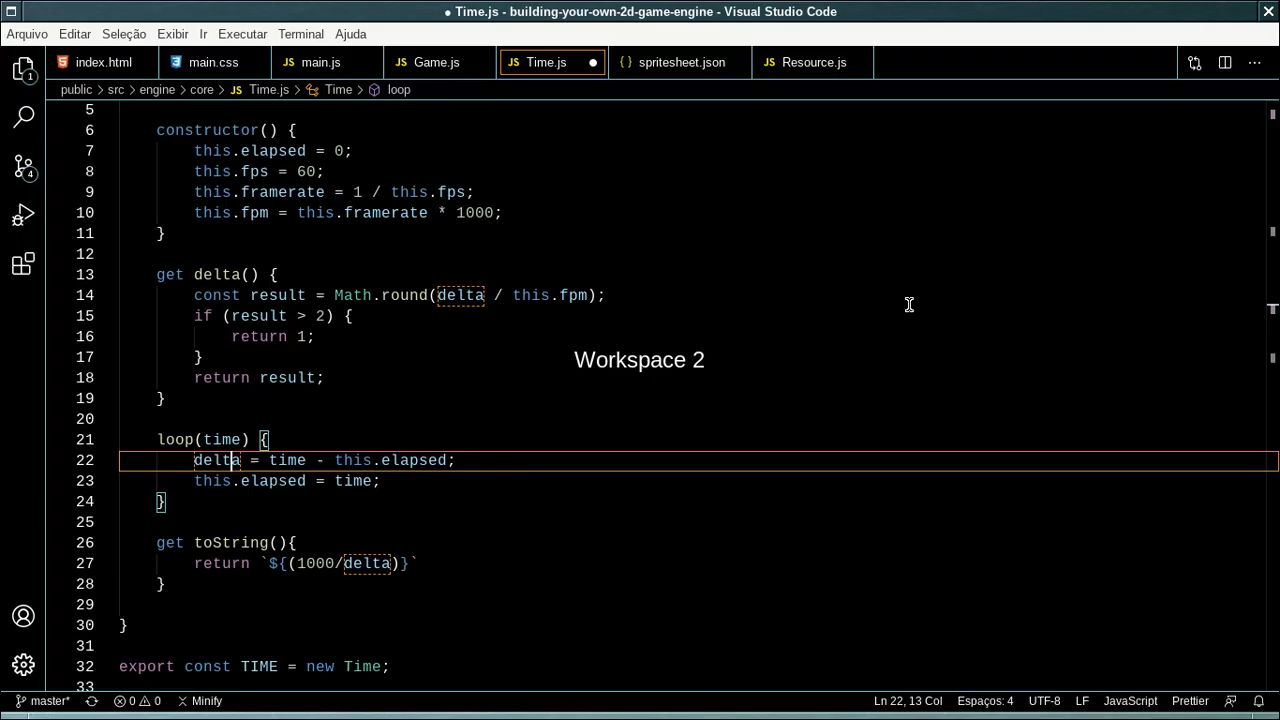 ● Time.js - building-your-own-2d-game-engine - Visual Studio Code
Arquivo Editar Seleção Exibir Ir Executar Terminal Ajuda
index.html main.css JS main.js JS Game.js JS Time.js ● {} spritesheet.json JS Resource.js ···
public > src > engine > core > JS Time.js > Time > loop
5
6 constructor() {
7 this.elapsed = 0;
8 this.fps = 60;
9 this.framerate = 1 / this.fps;
10 this.fpm = this.framerate * 1000;
11 }
12
13 get delta() {
14 const result = Math.round(delta / this.fpm);
15 if (result > 2) {
16 return 1;
17 }
Workspace 2
18 return result;
19 }
20
21 loop(time) {
22 delta = time - this.elapsed;
23 this.elapsed = time;
24 }
25
26 get toString(){
27 return `${(1000/delta)}`
28 }
29
30 }
31
32 export const TIME = new Time;
33
1
4
master* 0 0 Minify Ln 22, 13 Col Espaços: 4 UTF-8 LF JavaScript Prettier